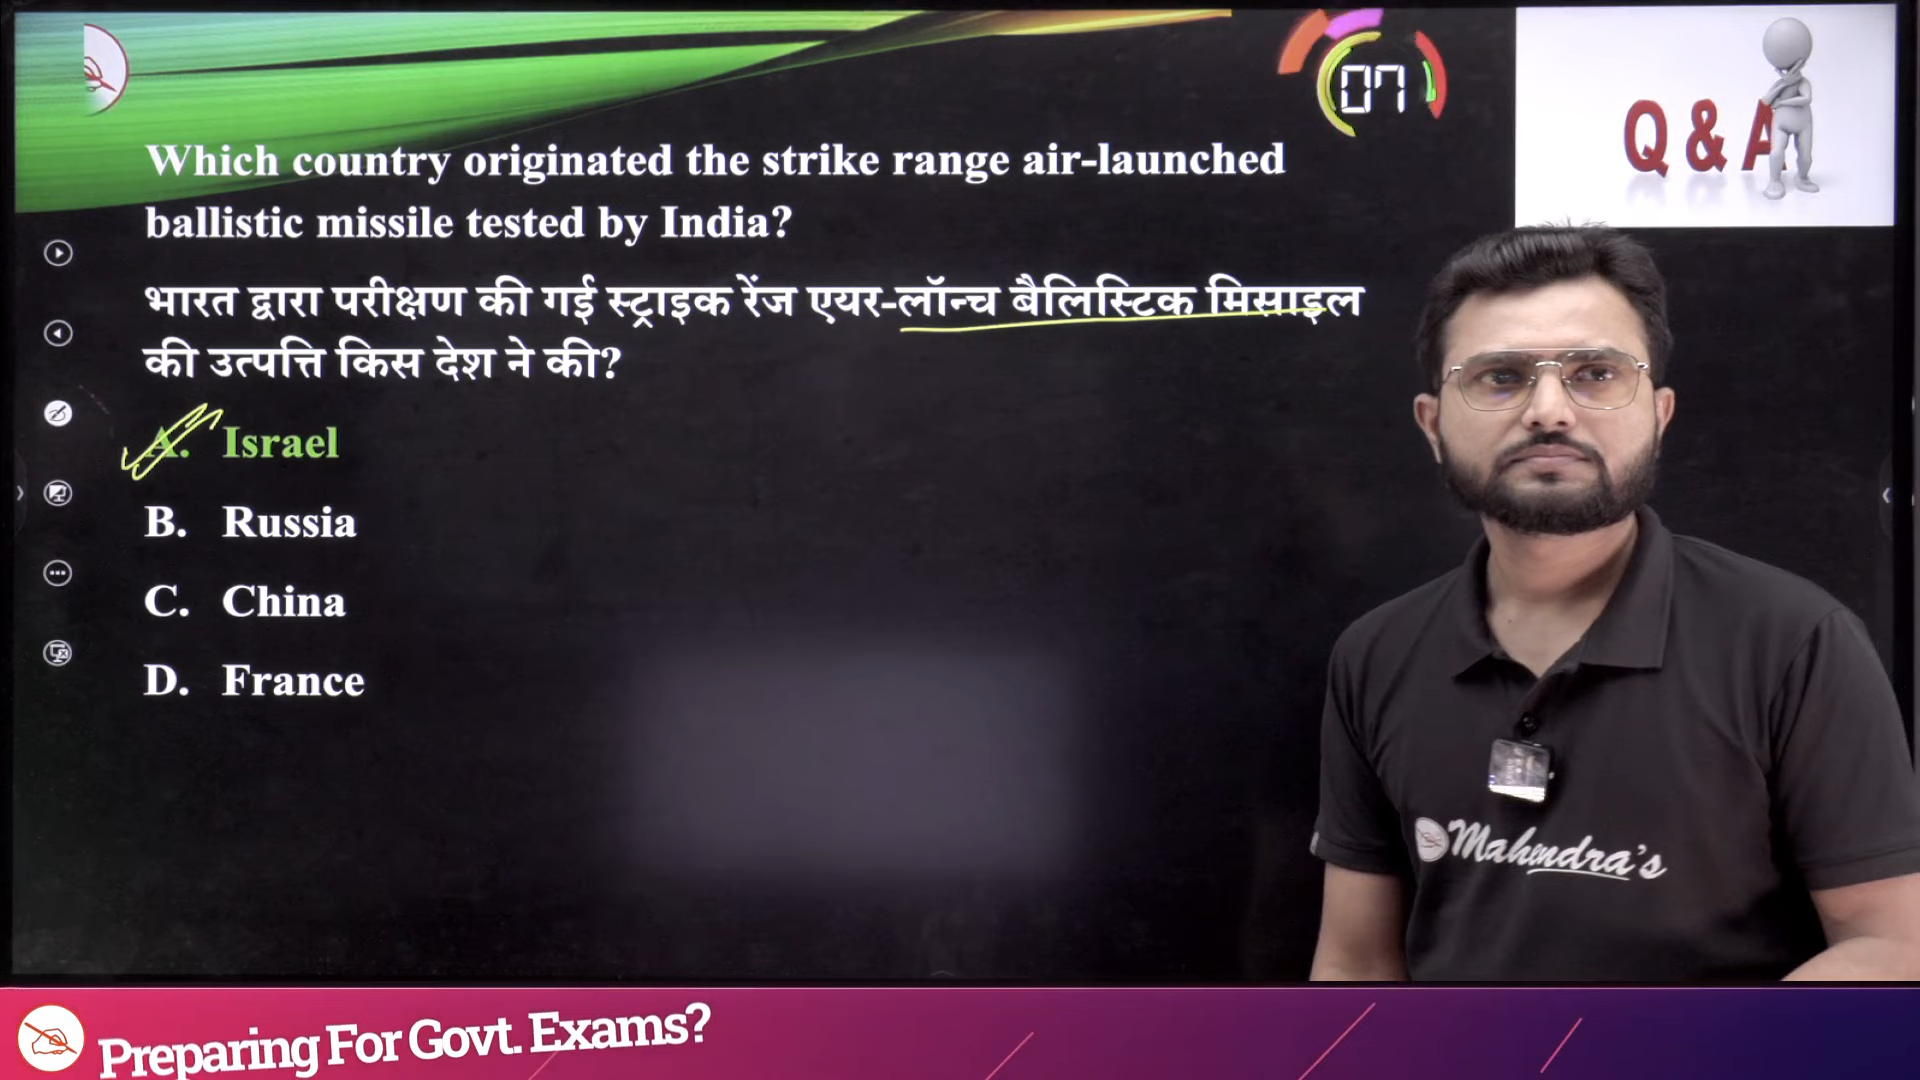 07
Q & A
Which country originated the strike range air-launched
ballistic missile tested by India?
भारत द्वारा परीक्षण की गई स्ट्राइक रेंज एयर-लॉन्च बैलिस्टिक मिसाइल
की उत्पत्ति किस देश ने की?
A. Israel
B. Russia
C. China
D. France
Mahendra's
Preparing For Govt. Exams?